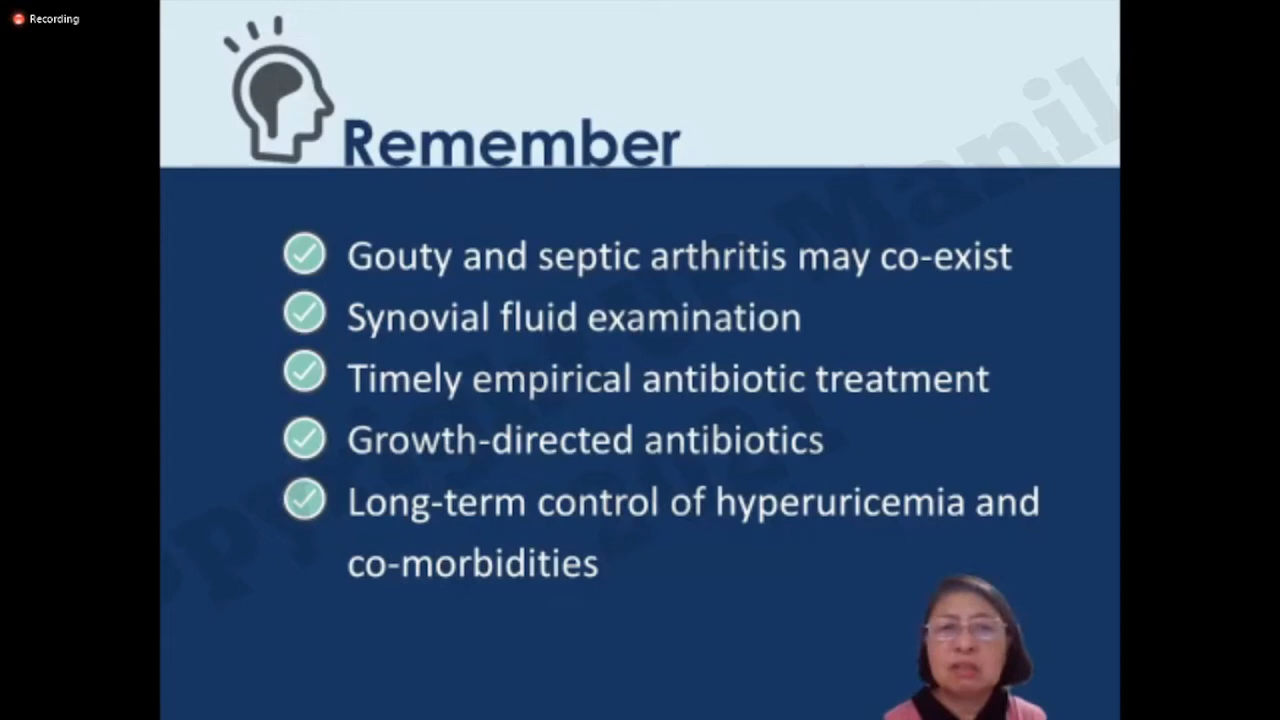 Recording
Remember
Gouty and septic arthritis may co-exist
Synovial fluid examination
Timely empirical antibiotic treatment
Growth-directed antibiotics
Long-term control of hyperuricemia and
co-morbidities